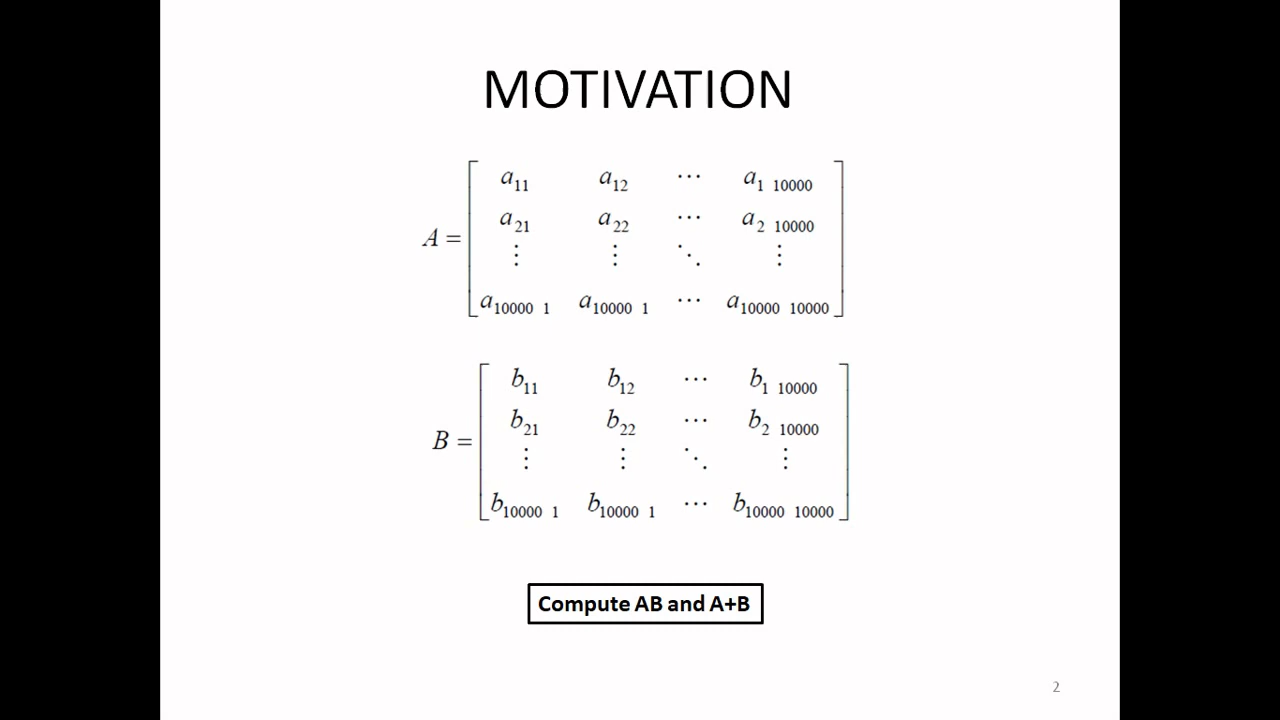 MOTIVATION
a11 a12 ⋯ a1 10000
a21 a22 ⋯ a2 10000
A =
⋮ ⋮ ⋱ ⋮
a10000 1 a10000 1 ⋯ a10000 10000
b11 b12 ⋯ b1 10000
b21 b22 ⋯ b2 10000
B =
⋮ ⋮ ⋱ ⋮
b10000 1 b10000 1 ⋯ b10000 10000
Compute AB and A+B
2